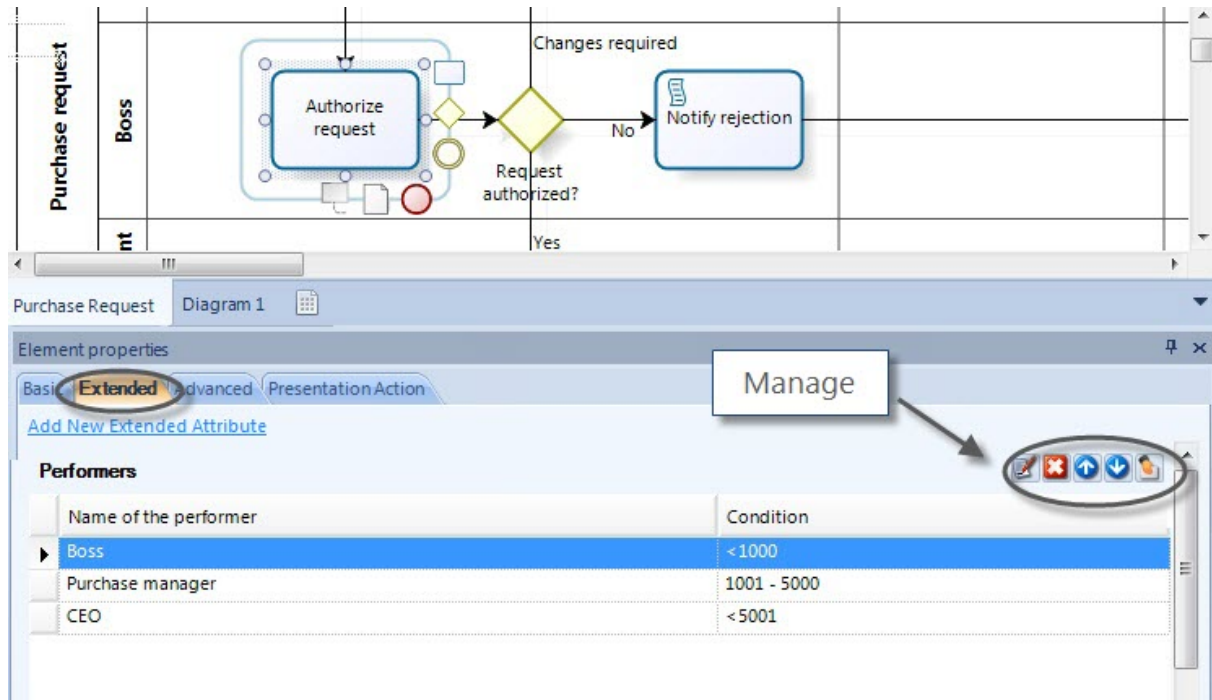 Purchase request
Boss
Changes required
Authorize
request
No
Notify rejection
Request
authorized?
nt
Yes
Purchase Request
Diagram 1
Element properties
Manage
Basic
Extended
Advanced
Presentation Action
Add New Extended Attribute
Performers
Name of the performer
Condition
Boss
<1000
Purchase manager
1001 - 5000
CEO
<5001